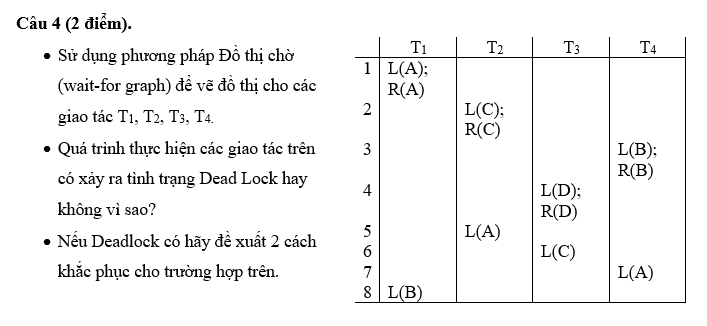 Câu 4 (2 điểm).
• Sử dụng phương pháp Đồ thị chờ
(wait-for graph) để vẽ đồ thị cho các
giao tác T1, T2, T3, T4.
• Quá trình thực hiện các giao tác trên
có xảy ra tình trạng Dead Lock hay
không vì sao?
• Nếu Deadlock có hãy đề xuất 2 cách
khắc phục cho trường hợp trên.
T1 T2 T3 T4
1 L(A);
R(A)
2 L(C);
R(C)
3 L(B);
R(B)
4 L(D);
R(D)
5 L(A)
6 L(C)
7 L(A)
8 L(B)